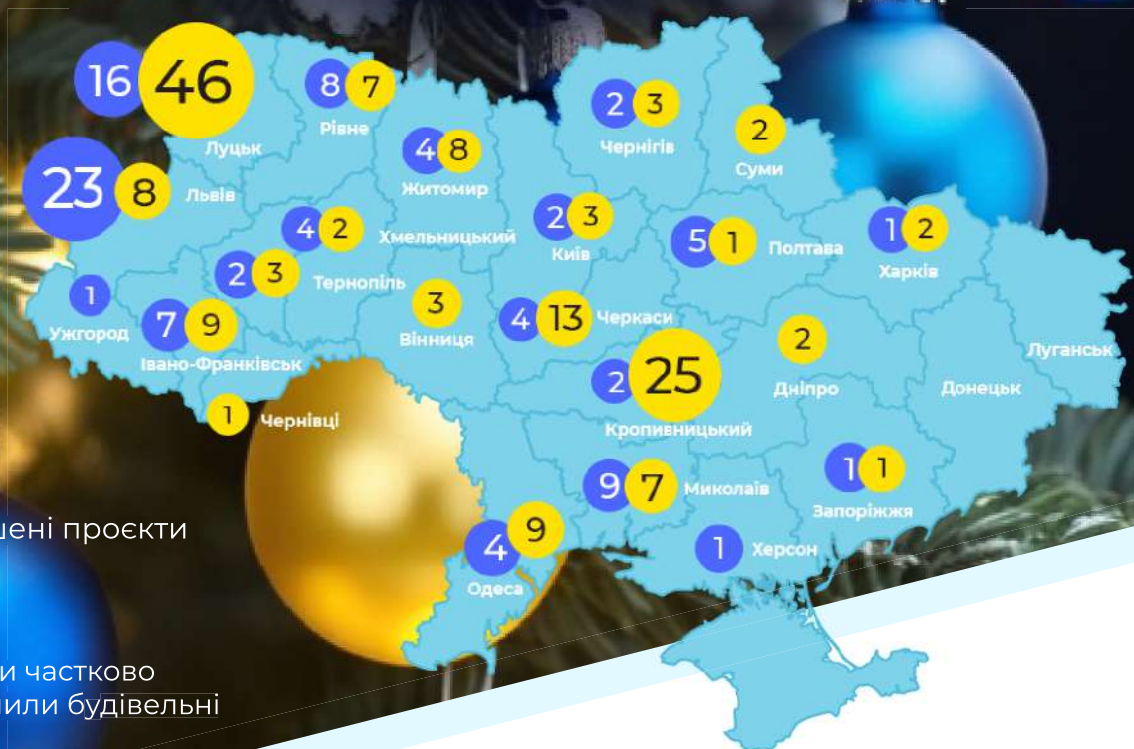 16 46
Луцьк
8 7
Рівне
2 3
Чернігів
2
Суми
4 8
Житомир
23 8
Львів
4 2
Хмельницький
2 3
Київ
5 1
Полтава
1 2
Харків
2 3
Тернопіль
1
Ужгород
7 9
Івано-Франківськ
3
Вінниця
4 13
Черкаси
2 25
Кропивницький
2
Дніпро
Донецьк
Луганськ
1
Чернівці
9 7
Миколаїв
1 1
Запоріжжя
4 9
Одеса
1
Херсон
шені проєкти
и частково
нили будівельні